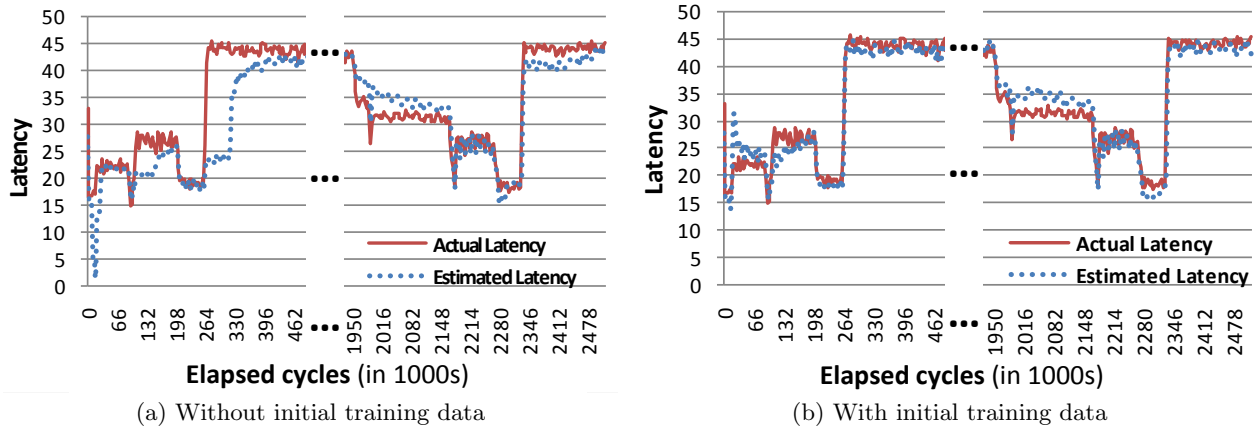 50
45
40
35
30
25
20
15
10
5
0
Latency
•••
•••
•••
Actual Latency
Estimated Latency
0 66 132 198 264 330 396 462 1950 2016 2082 2148 2214 2280 2346 2412 2478
Elapsed cycles (in 1000s)
(a) Without initial training data
50
45
40
35
30
25
20
15
10
5
0
Latency
•••
•••
•••
Actual Latency
Estimated Latency
0 66 132 198 264 330 396 462 1950 2016 2082 2148 2214 2280 2346 2412 2478
Elapsed cycles (in 1000s)
(b) With initial training data